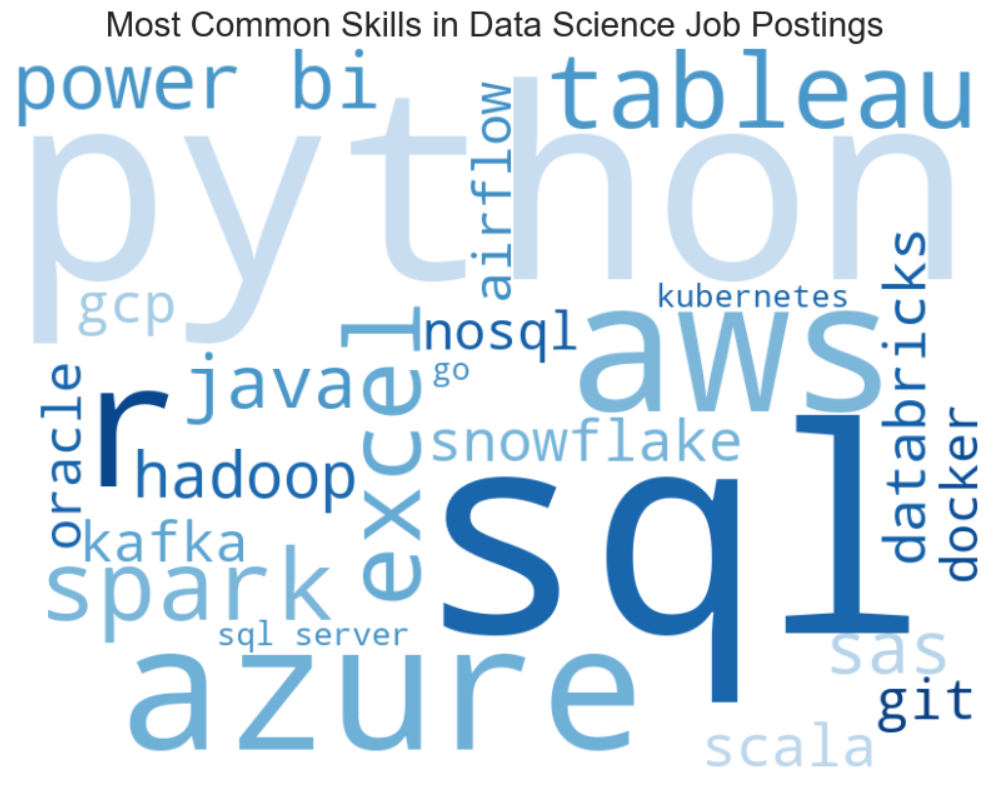 Most Common Skills in Data Science Job Postings
power bi
tableau
python
airflow
gcp
kubernetes
databricks
excel
nosql
aws
java
go
oracle
r
snowflake
hadoop
docker
sql
kafka
spark
sql server
sas
azure
git
scala